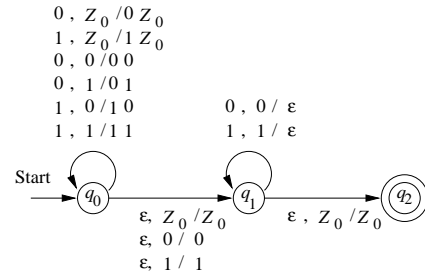 0 , Z₀ / 0 Z₀
1 , Z₀ / 1 Z₀
0 , 0 / 0 0
0 , 1 / 0 1
1 , 0 / 1 0
1 , 1 / 1 1
0 , 0 / ε
1 , 1 / ε
Start
q₀
q₁
q₂
ε, Z₀ / Z₀
ε, 0 / 0
ε, 1 / 1
ε , Z₀ / Z₀